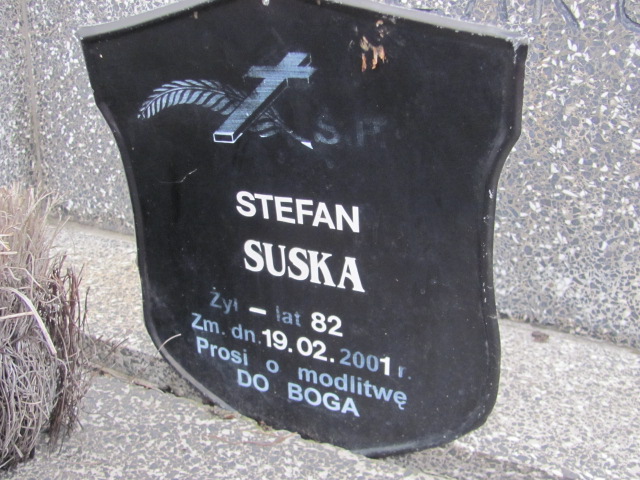 Ś.P.
STEFAN
SUSKA
Żył – lat 82
Zm. dn. 19.02.2001 r.
Prosi o modlitwę
DO BOGA